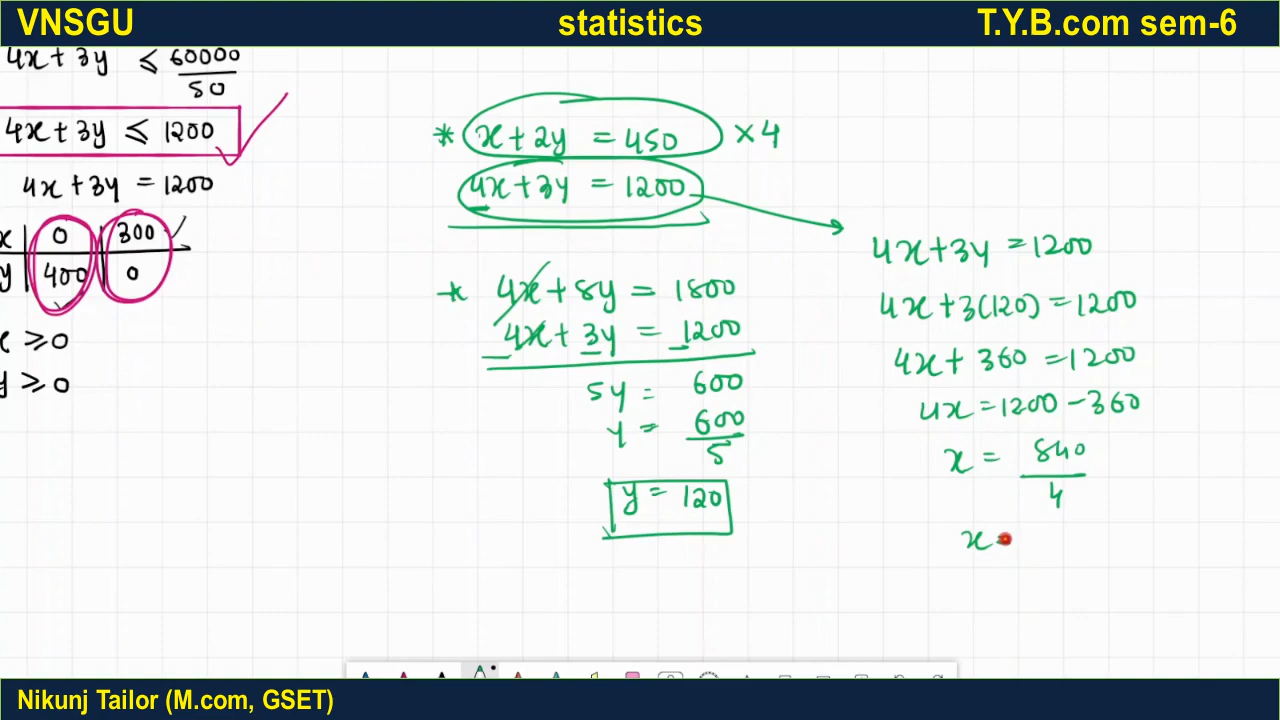 VNSGU statistics T.Y.B.com sem-6
4x + 3y ≤ 60000/50
4x + 3y ≤ 1200
4x + 3y = 1200
x | 0 | 300
y | 400 | 0
x ≥ 0
y ≥ 0
* x + 2y = 450 × 4
4x + 3y = 1200
* 4x + 8y = 1800
4x + 3y = 1200
5y = 600
y = 600/5
y = 120
4x + 3y = 1200
4x + 3(120) = 1200
4x + 360 = 1200
4x = 1200 - 360
x = 840/4
x =
Nikunj Tailor (M.com, GSET)